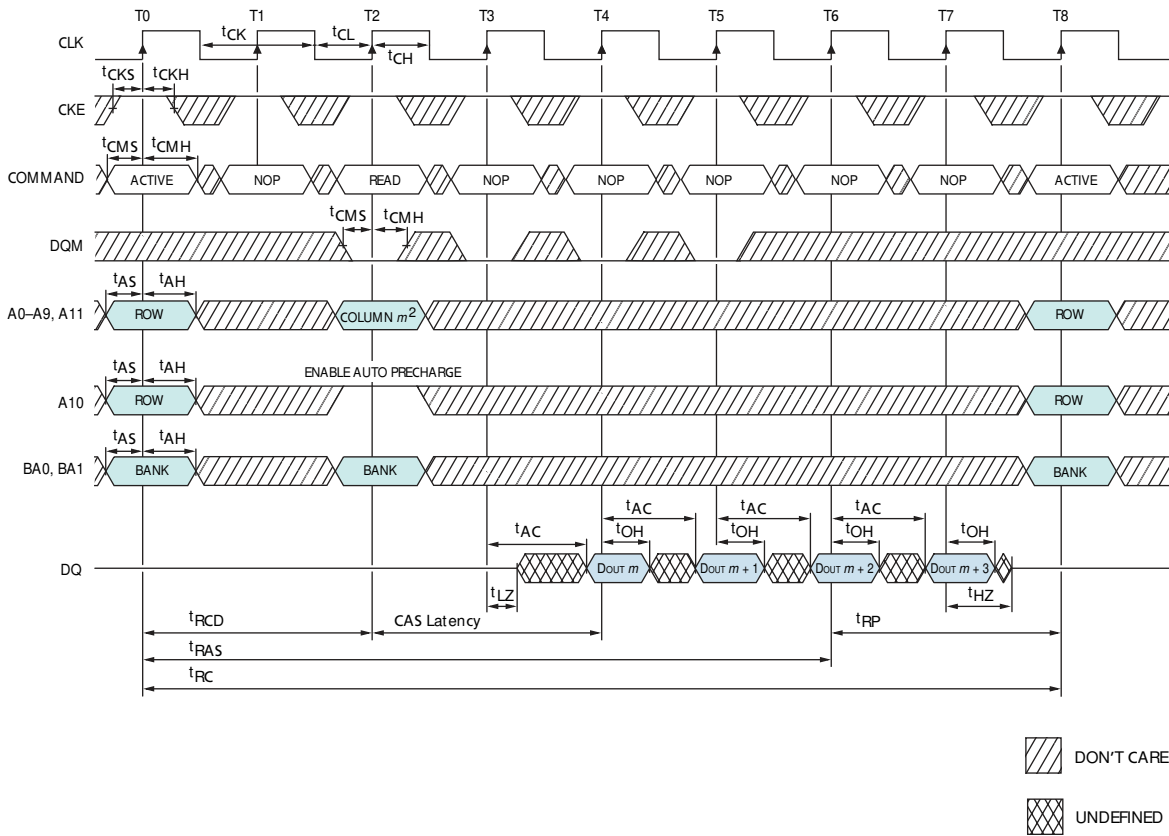 T0 T1 T2 T3 T4 T5 T6 T7 T8
tCK tCL
CLK
tCH
tCKS tCKH
CKE
tCMS tCMH
COMMAND ACTIVE NOP READ NOP NOP NOP NOP NOP ACTIVE
tCMS tCMH
DQM
tAS tAH
A0–A9, A11 ROW COLUMN m2 ROW
tAS tAH ENABLE AUTO PRECHARGE
A10 ROW ROW
tAS tAH
BA0, BA1 BANK BANK BANK
tAC tAC tAC
tAC tOH tOH tOH tOH
DQ DOUT m DOUT m + 1 DOUT m + 2 DOUT m + 3
tLZ tHZ
tRCD CAS Latency tRP
tRAS
tRC
DON'T CARE
UNDEFINED